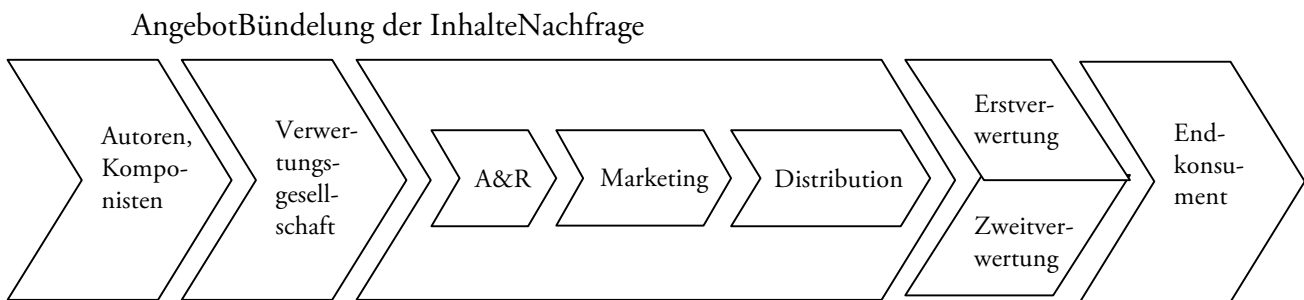 AngebotBündelung der InhalteNachfrage
Autoren,
Kompo-
nisten
Verwer-
tungs-
gesell-
schaft
A&R
Marketing
Distribution
Erstver-
wertung
Zweitver-
wertung
End-
konsu-
ment